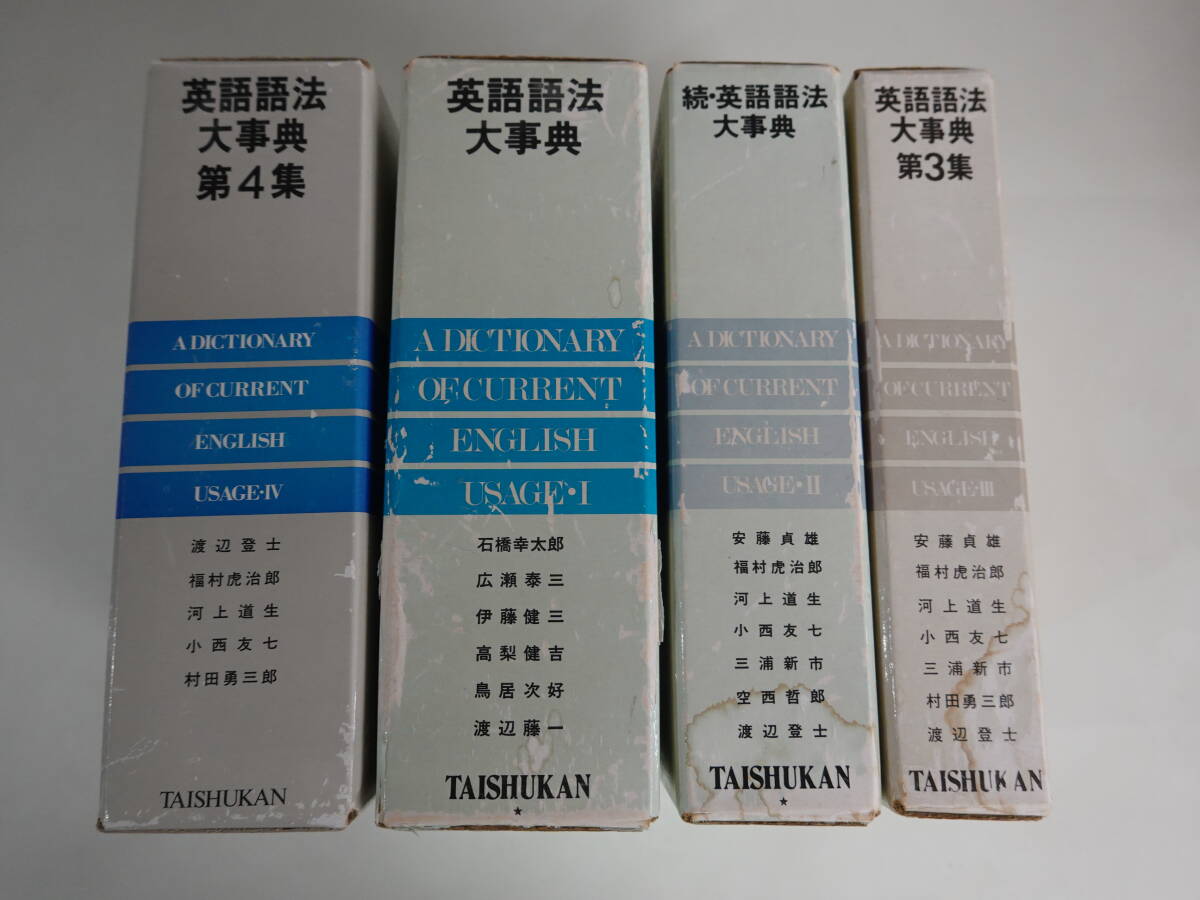 英語語法
大事典
第4集
A DICTIONARY
OF CURRENT
ENGLISH
USAGE・IV
渡辺登士
福村虎治郎
河上道生
小西友七
村田勇三郎
TAISHUKAN
英語語法
大事典
A DICTIONARY
OF CURRENT
ENGLISH
USAGE・I
石橋幸太郎
広瀬泰三
伊藤健三
高梨健吉
鳥居次好
渡辺藤一
TAISHUKAN
★
続・英語語法
大事典
A DICTIONARY
OF CURRENT
ENGLISH
USAGE・II
安藤貞雄
福村虎治郎
河上道生
小西友七
三浦新市
空西哲郎
渡辺登士
TAISHUKAN
★
英語語法
大事典
第3集
A DICTIONARY
OF CURRENT
ENGLISH
USAGE・III
安藤貞雄
福村虎治郎
河上道生
小西友七
三浦新市
村田勇三郎
渡辺登士
TAISHUKAN